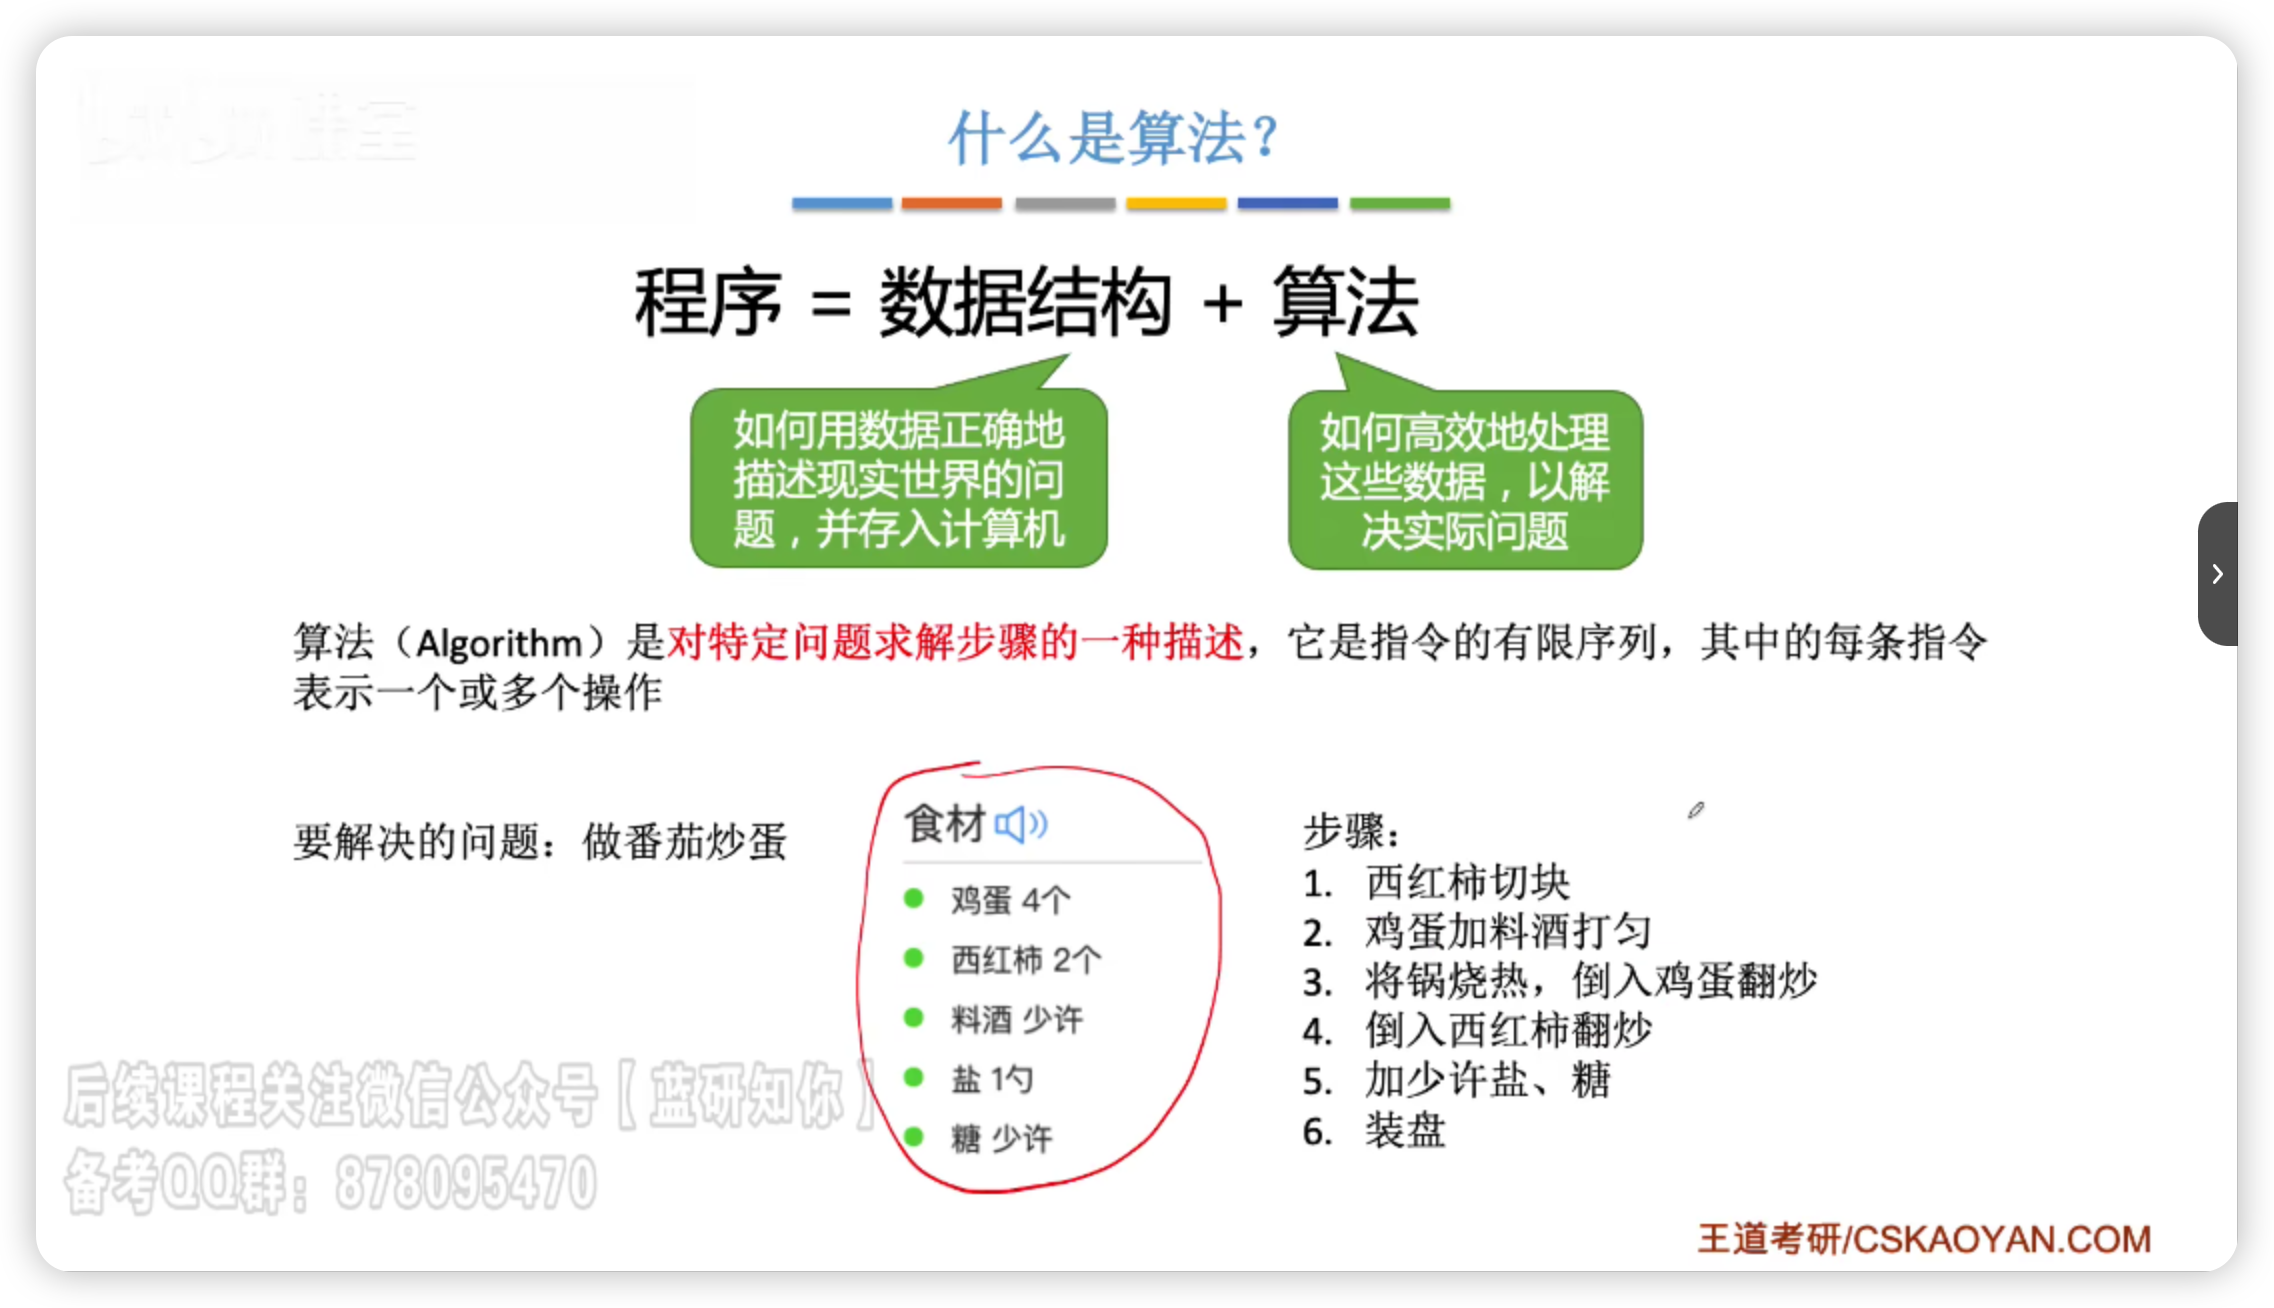 什么是算法？
程序 = 数据结构 + 算法
如何用数据正确地
描述现实世界的问
题，并存入计算机
如何高效地处理
这些数据，以解
决实际问题
算法（Algorithm）是对特定问题求解步骤的一种描述，它是指令的有限序列，其中的每条指令
表示一个或多个操作
要解决的问题：做番茄炒蛋
食材
鸡蛋 4个
西红柿 2个
料酒 少许
盐 1勺
糖 少许
步骤：
1. 西红柿切块
2. 鸡蛋加料酒打匀
3. 将锅烧热，倒入鸡蛋翻炒
4. 倒入西红柿翻炒
5. 加少许盐、糖
6. 装盘
后续课程关注微信公众号【蓝研知你】
备考QQ群：878095470
王道考研/CSKAOYAN.COM